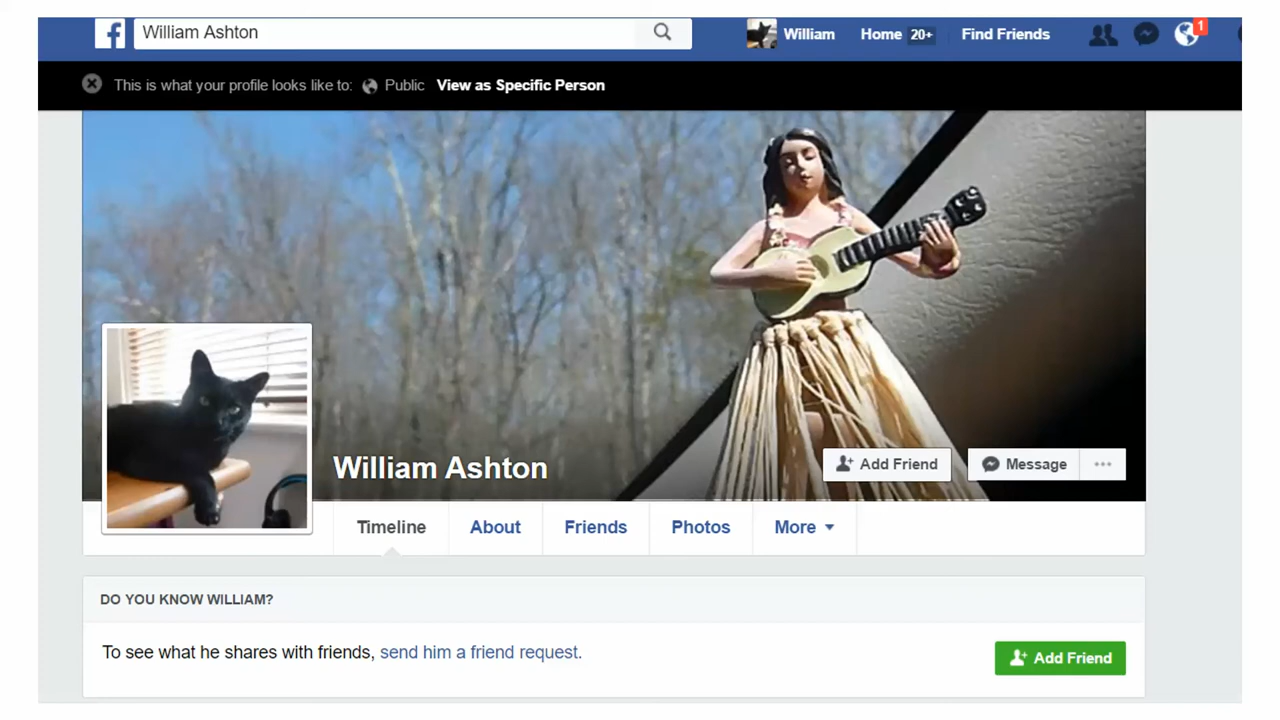 f William Ashton William Home 20+ Find Friends 1
This is what your profile looks like to: Public View as Specific Person
William Ashton Add Friend Message ...
Timeline About Friends Photos More
DO YOU KNOW WILLIAM?
To see what he shares with friends, send him a friend request. Add Friend